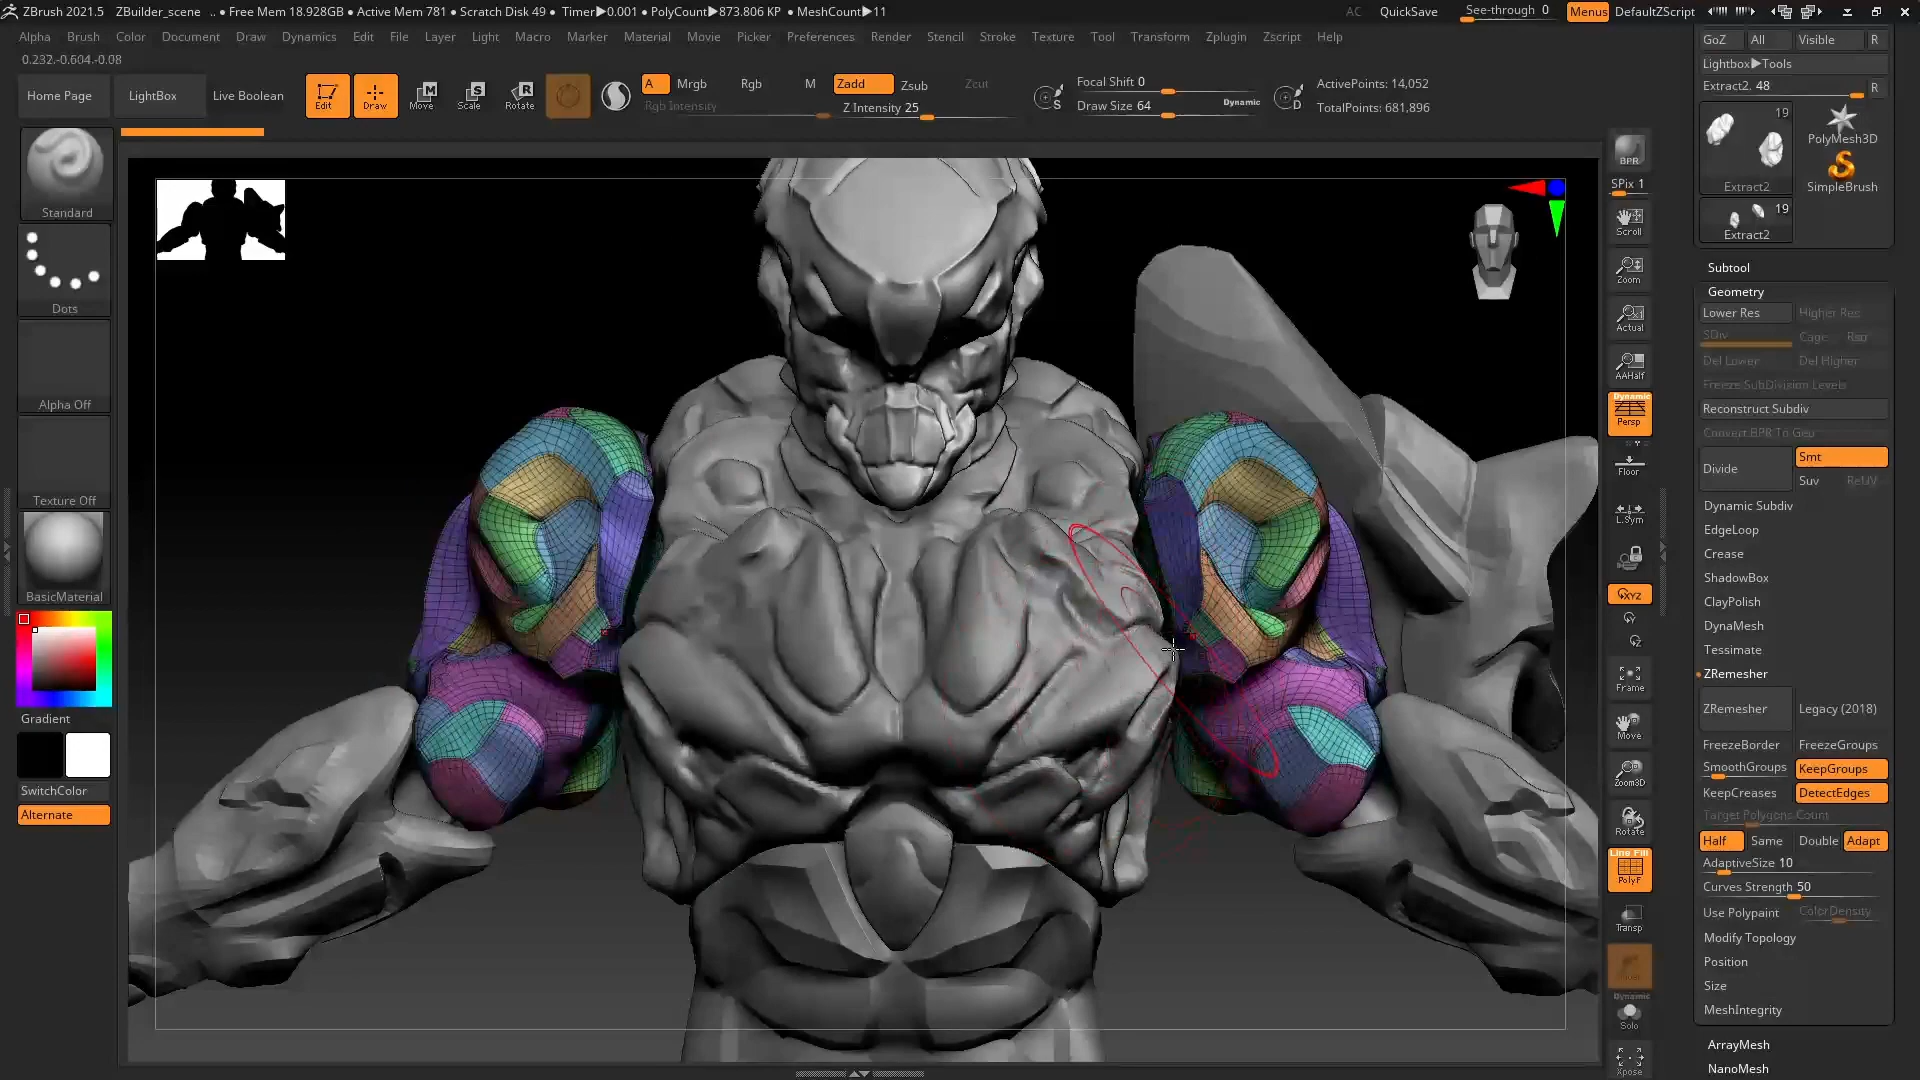 ZBrush 2021.5 ZBuilder_scene .. • Free Mem 18.928GB • Active Mem 781 • Scratch Disk 49 • Timer▶0.001 • PolyCount▶873.806 KP • MeshCount▶11 AC QuickSave See-through 0 Menus DefaultZScript
Alpha Brush Color Document Draw Dynamics Edit File Layer Light Macro Marker Material Movie Picker Preferences Render Stencil Stroke Texture Tool Transform Zplugin Zscript Help
0.232,-0.604,-0.08
Home Page LightBox Live Boolean Edit Draw Move Scale Rotate
A Mrgb Rgb M Zadd Zsub Zcut
Rgb Intensity Z Intensity 25
Focal Shift 0
Draw Size 64 Dynamic
ActivePoints: 14,052
TotalPoints: 681,896
Standard
Dots
Alpha Off
Texture Off
BasicMaterial
Gradient
SwitchColor
Alternate
BPR
SPix 1
Scroll
Zoom
Actual
AAHalf
Dynamic
Persp
Floor
L.Sym
XYZ
Frame
Move
Zoom3D
Rotate
Line Fill
PolyF
Transp
Dynamic
Solo
Xpose
GoZ All Visible R
Lightbox▶Tools
Extract2. 48 R
19
PolyMesh3D
Extract2 SimpleBrush
19
Extract2
Subtool
Geometry
Lower Res Higher Res
SDiv Cage Rstr
Del Lower Del Higher
Freeze SubDivision Levels
Reconstruct Subdiv
Convert BPR To Geo
Divide Smt
Suv ReUV
Dynamic Subdiv
EdgeLoop
Crease
ShadowBox
ClayPolish
DynaMesh
Tessimate
ZRemesher
ZRemesher Legacy (2018)
FreezeBorder FreezeGroups
SmoothGroups KeepGroups
KeepCreases DetectEdges
Target Polygons Count
Half Same Double Adapt
AdaptiveSize 10
Curves Strength 50
Use Polypaint ColorDensity
Modify Topology
Position
Size
MeshIntegrity
ArrayMesh
NanoMesh